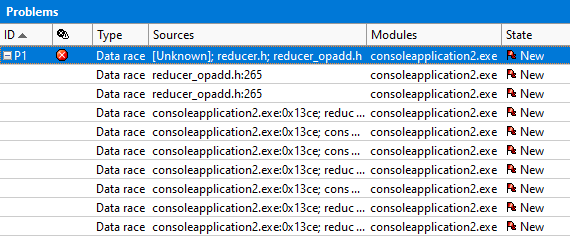 Problems
ID Type Sources Modules State
P1 Data race [Unknown]; reducer.h; reducer_opadd.h consoleapplication2.exe New
Data race reducer_opadd.h:265 consoleapplication2.exe New
Data race reducer_opadd.h:265 consoleapplication2.exe New
Data race consoleapplication2.exe:0x13ce; reduc ... consoleapplication2.exe New
Data race consoleapplication2.exe:0x13ce; cons ... consoleapplication2.exe New
Data race consoleapplication2.exe:0x13ce; reduc ... consoleapplication2.exe New
Data race consoleapplication2.exe:0x13ce; cons ... consoleapplication2.exe New
Data race consoleapplication2.exe:0x13ce; reduc ... consoleapplication2.exe New
Data race consoleapplication2.exe:0x13ce; cons ... consoleapplication2.exe New
Data race consoleapplication2.exe:0x13ce; reduc ... consoleapplication2.exe New